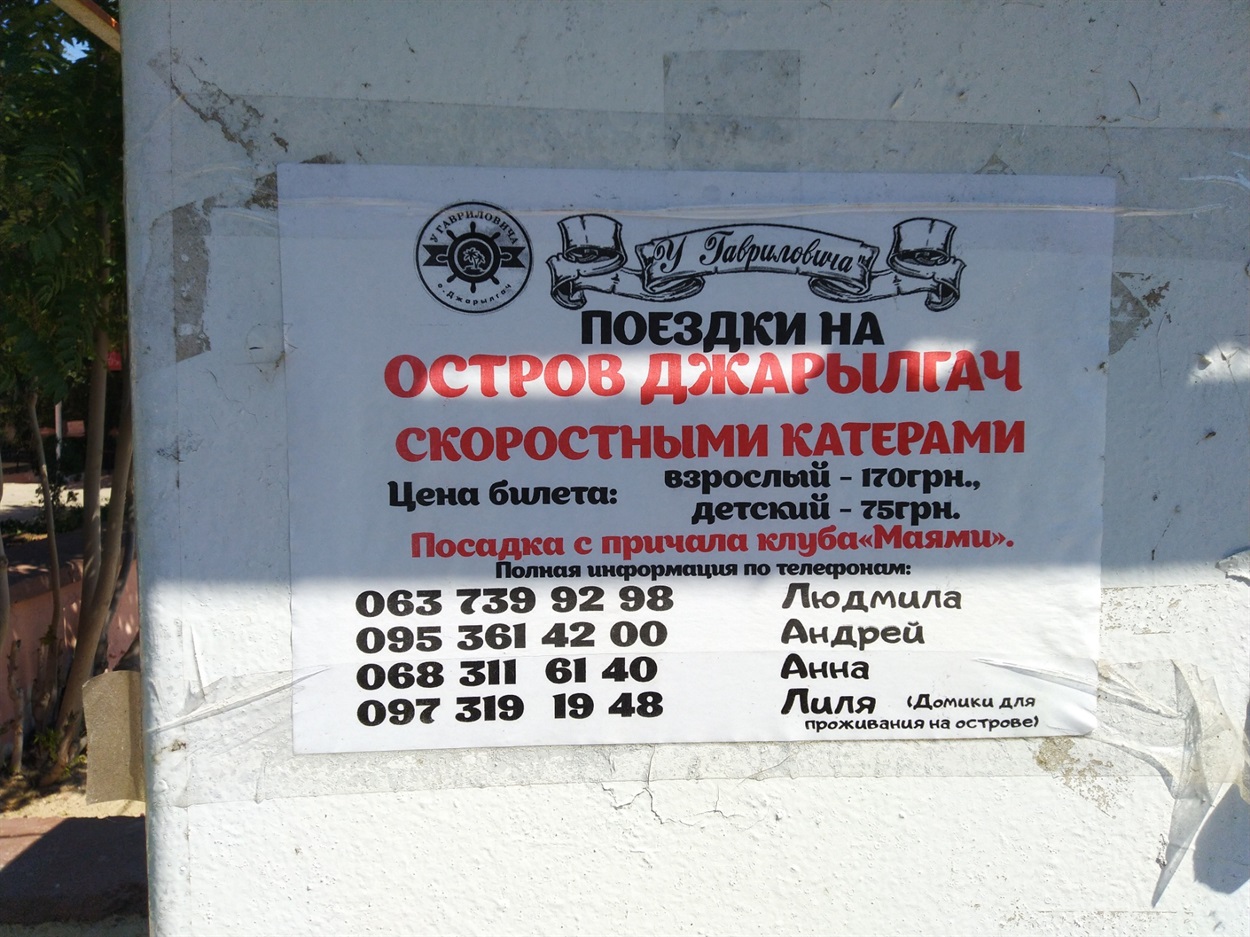 У ГАВРИЛОВИЧА
о. Джарылгач
"У Гавриловича"
ПОЕЗДКИ НА
ОСТРОВ ДЖАРЫЛГАЧ
СКОРОСТНЫМИ КАТЕРАМИ
Цена билета: взрослый - 170грн.,
детский - 75грн.
Посадка с причала клуба«Маями».
Полная информация по телефонам:
063 739 92 98 Людмила
095 361 42 00 Андрей
068 311 61 40 Анна
097 319 19 48 Лиля (Домики для
проживания на острове)